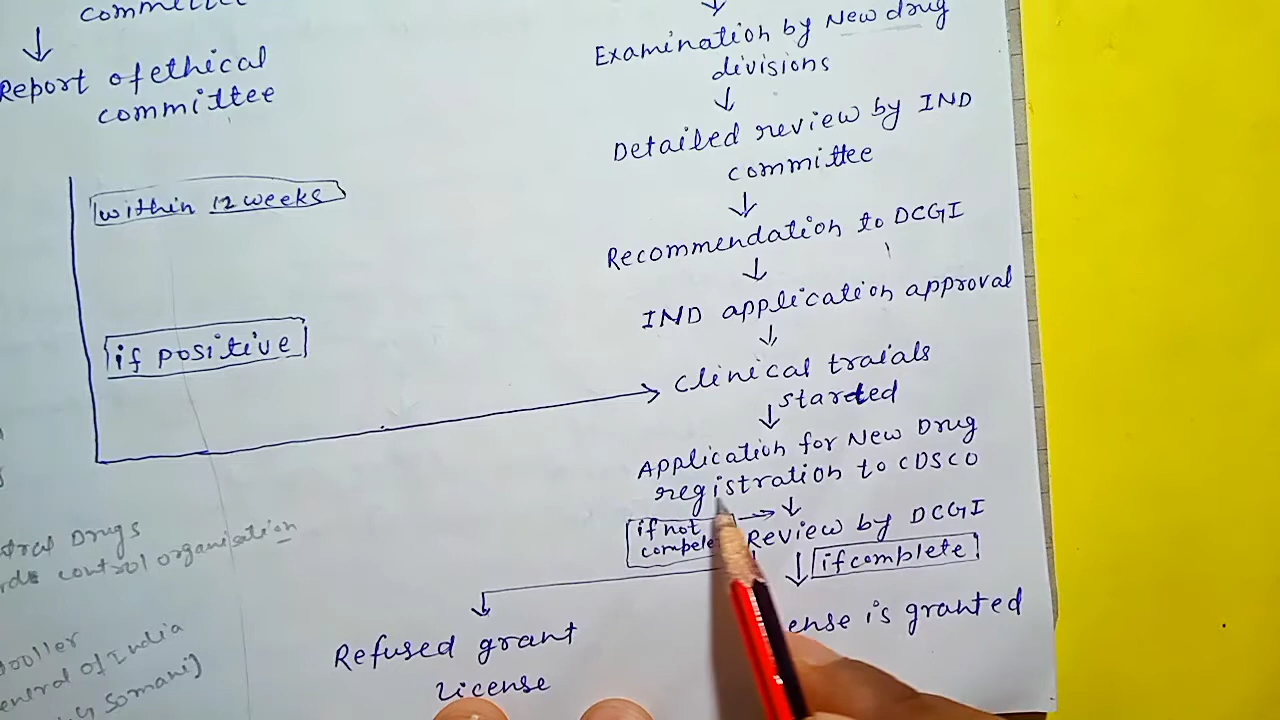 committee
↓
Report of ethical
committee
within 12 weeks
if positive
↓
Examination by New drug
divisions
↓
Detailed review by IND
committee
↓
Recommendation to DCGI
↓
IND application approval
↓
Clinical traials
started
↓
Application for New Drug
registration to CDSCO
if not
Review by DCGI
if complete
ense is granted
Refused grant
License
Drugs
control organisation
of India
Somani)